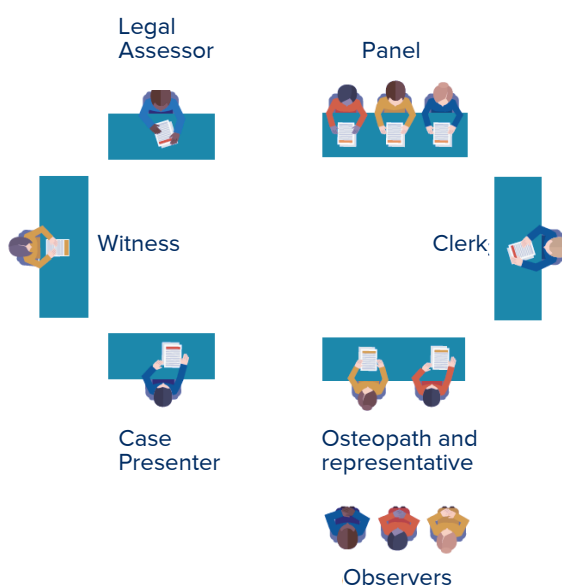 Legal
Assessor
Panel
Witness
Clerk
Case
Presenter
Osteopath and
representative
Observers